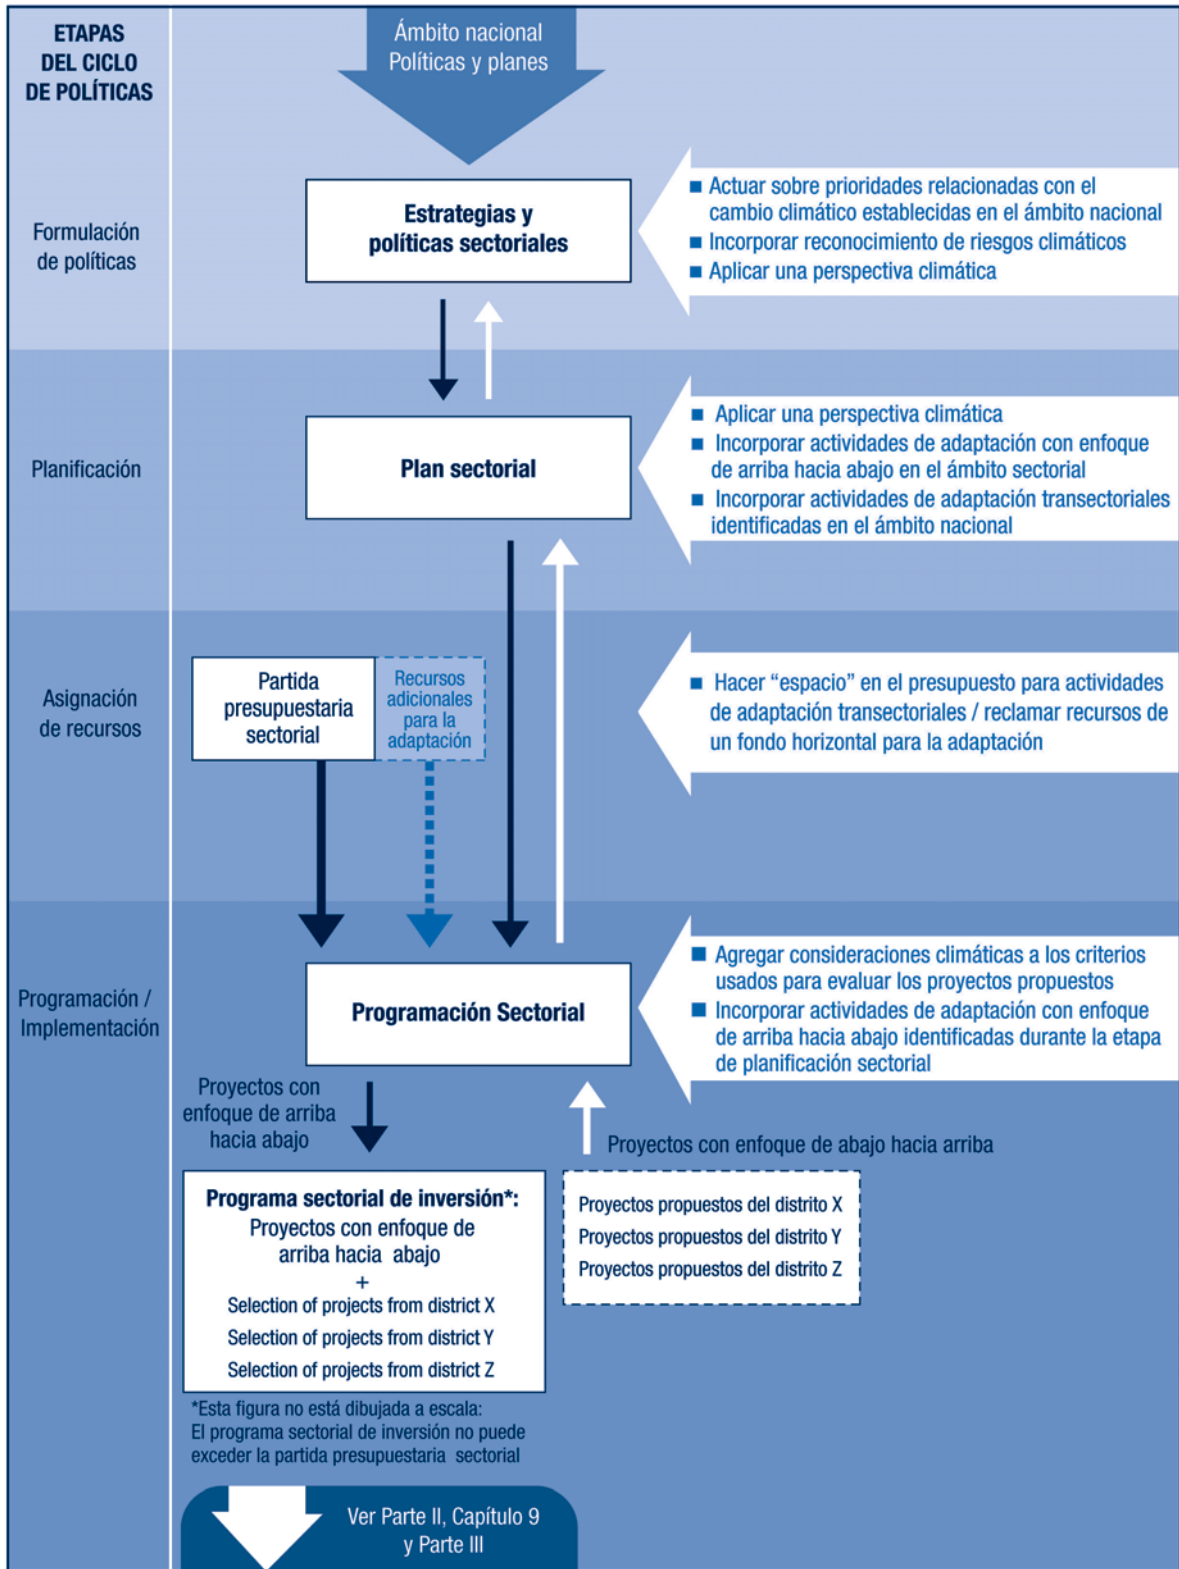 ETAPAS
DEL CICLO
DE POLÍTICAS
Ámbito nacional
Políticas y planes
Formulación
de políticas
Estrategias y
políticas sectoriales
■ Actuar sobre prioridades relacionadas con el
cambio climático establecidas en el ámbito nacional
■ Incorporar reconocimiento de riesgos climáticos
■ Aplicar una perspectiva climática
Planificación
Plan sectorial
■ Aplicar una perspectiva climática
■ Incorporar actividades de adaptación con enfoque
de arriba hacia abajo en el ámbito sectorial
■ Incorporar actividades de adaptación transectoriales
identificadas en el ámbito nacional
Asignación
de recursos
Partida
presupuestaria
sectorial
Recursos
adicionales
para la
adaptación
■ Hacer “espacio” en el presupuesto para actividades
de adaptación transectoriales / reclamar recursos de
un fondo horizontal para la adaptación
Programación /
Implementación
Programación Sectorial
■ Agregar consideraciones climáticas a los criterios
usados para evaluar los proyectos propuestos
■ Incorporar actividades de adaptación con enfoque
de arriba hacia abajo identificadas durante la etapa
de planificación sectorial
Proyectos con
enfoque de arriba
hacia abajo
Proyectos con enfoque de abajo hacia arriba
Programa sectorial de inversión*:
Proyectos con enfoque de
arriba hacia abajo
+
Selection of projects from district X
Selection of projects from district Y
Selection of projects from district Z
Proyectos propuestos del distrito X
Proyectos propuestos del distrito Y
Proyectos propuestos del distrito Z
*Esta figura no está dibujada a escala:
El programa sectorial de inversión no puede
exceder la partida presupuestaria sectorial
Ver Parte II, Capítulo 9
y Parte III